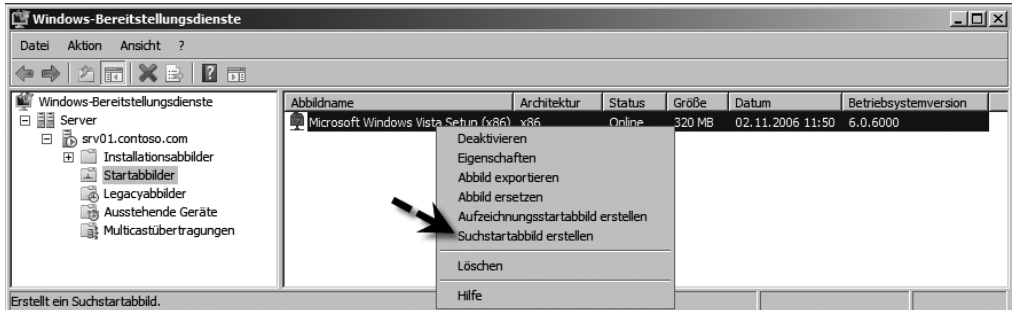 Windows-Bereitstellungsdienste
Datei Aktion Ansicht ?
Windows-Bereitstellungsdienste
Server
srv01.contoso.com
Installationsabbilder
Startabbilder
Legacyabbilder
Ausstehende Geräte
Multicastübertragungen
Abbildname Architektur Status Größe Datum Betriebsystemversion
Microsoft Windows Vista Setup (x86) x86 Online 320 MB 02.11.2006 11:50 6.0.6000
Deaktivieren
Eigenschaften
Abbild exportieren
Abbild ersetzen
Aufzeichnungsstartabbild erstellen
Suchstartabbild erstellen
Löschen
Hilfe
Erstellt ein Suchstartabbild.